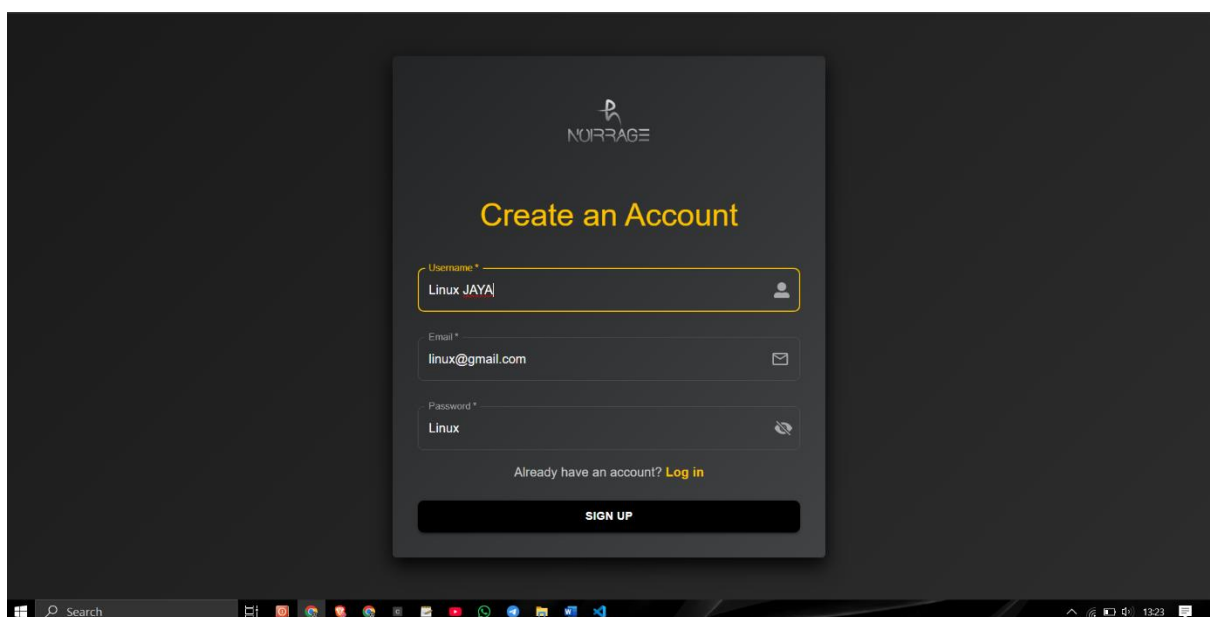 NOIRRAGE
Create an Account
Username *
Linux JAYA
Email *
linux@gmail.com
Password *
Linux
Already have an account? Log in
SIGN UP
Search
13:23